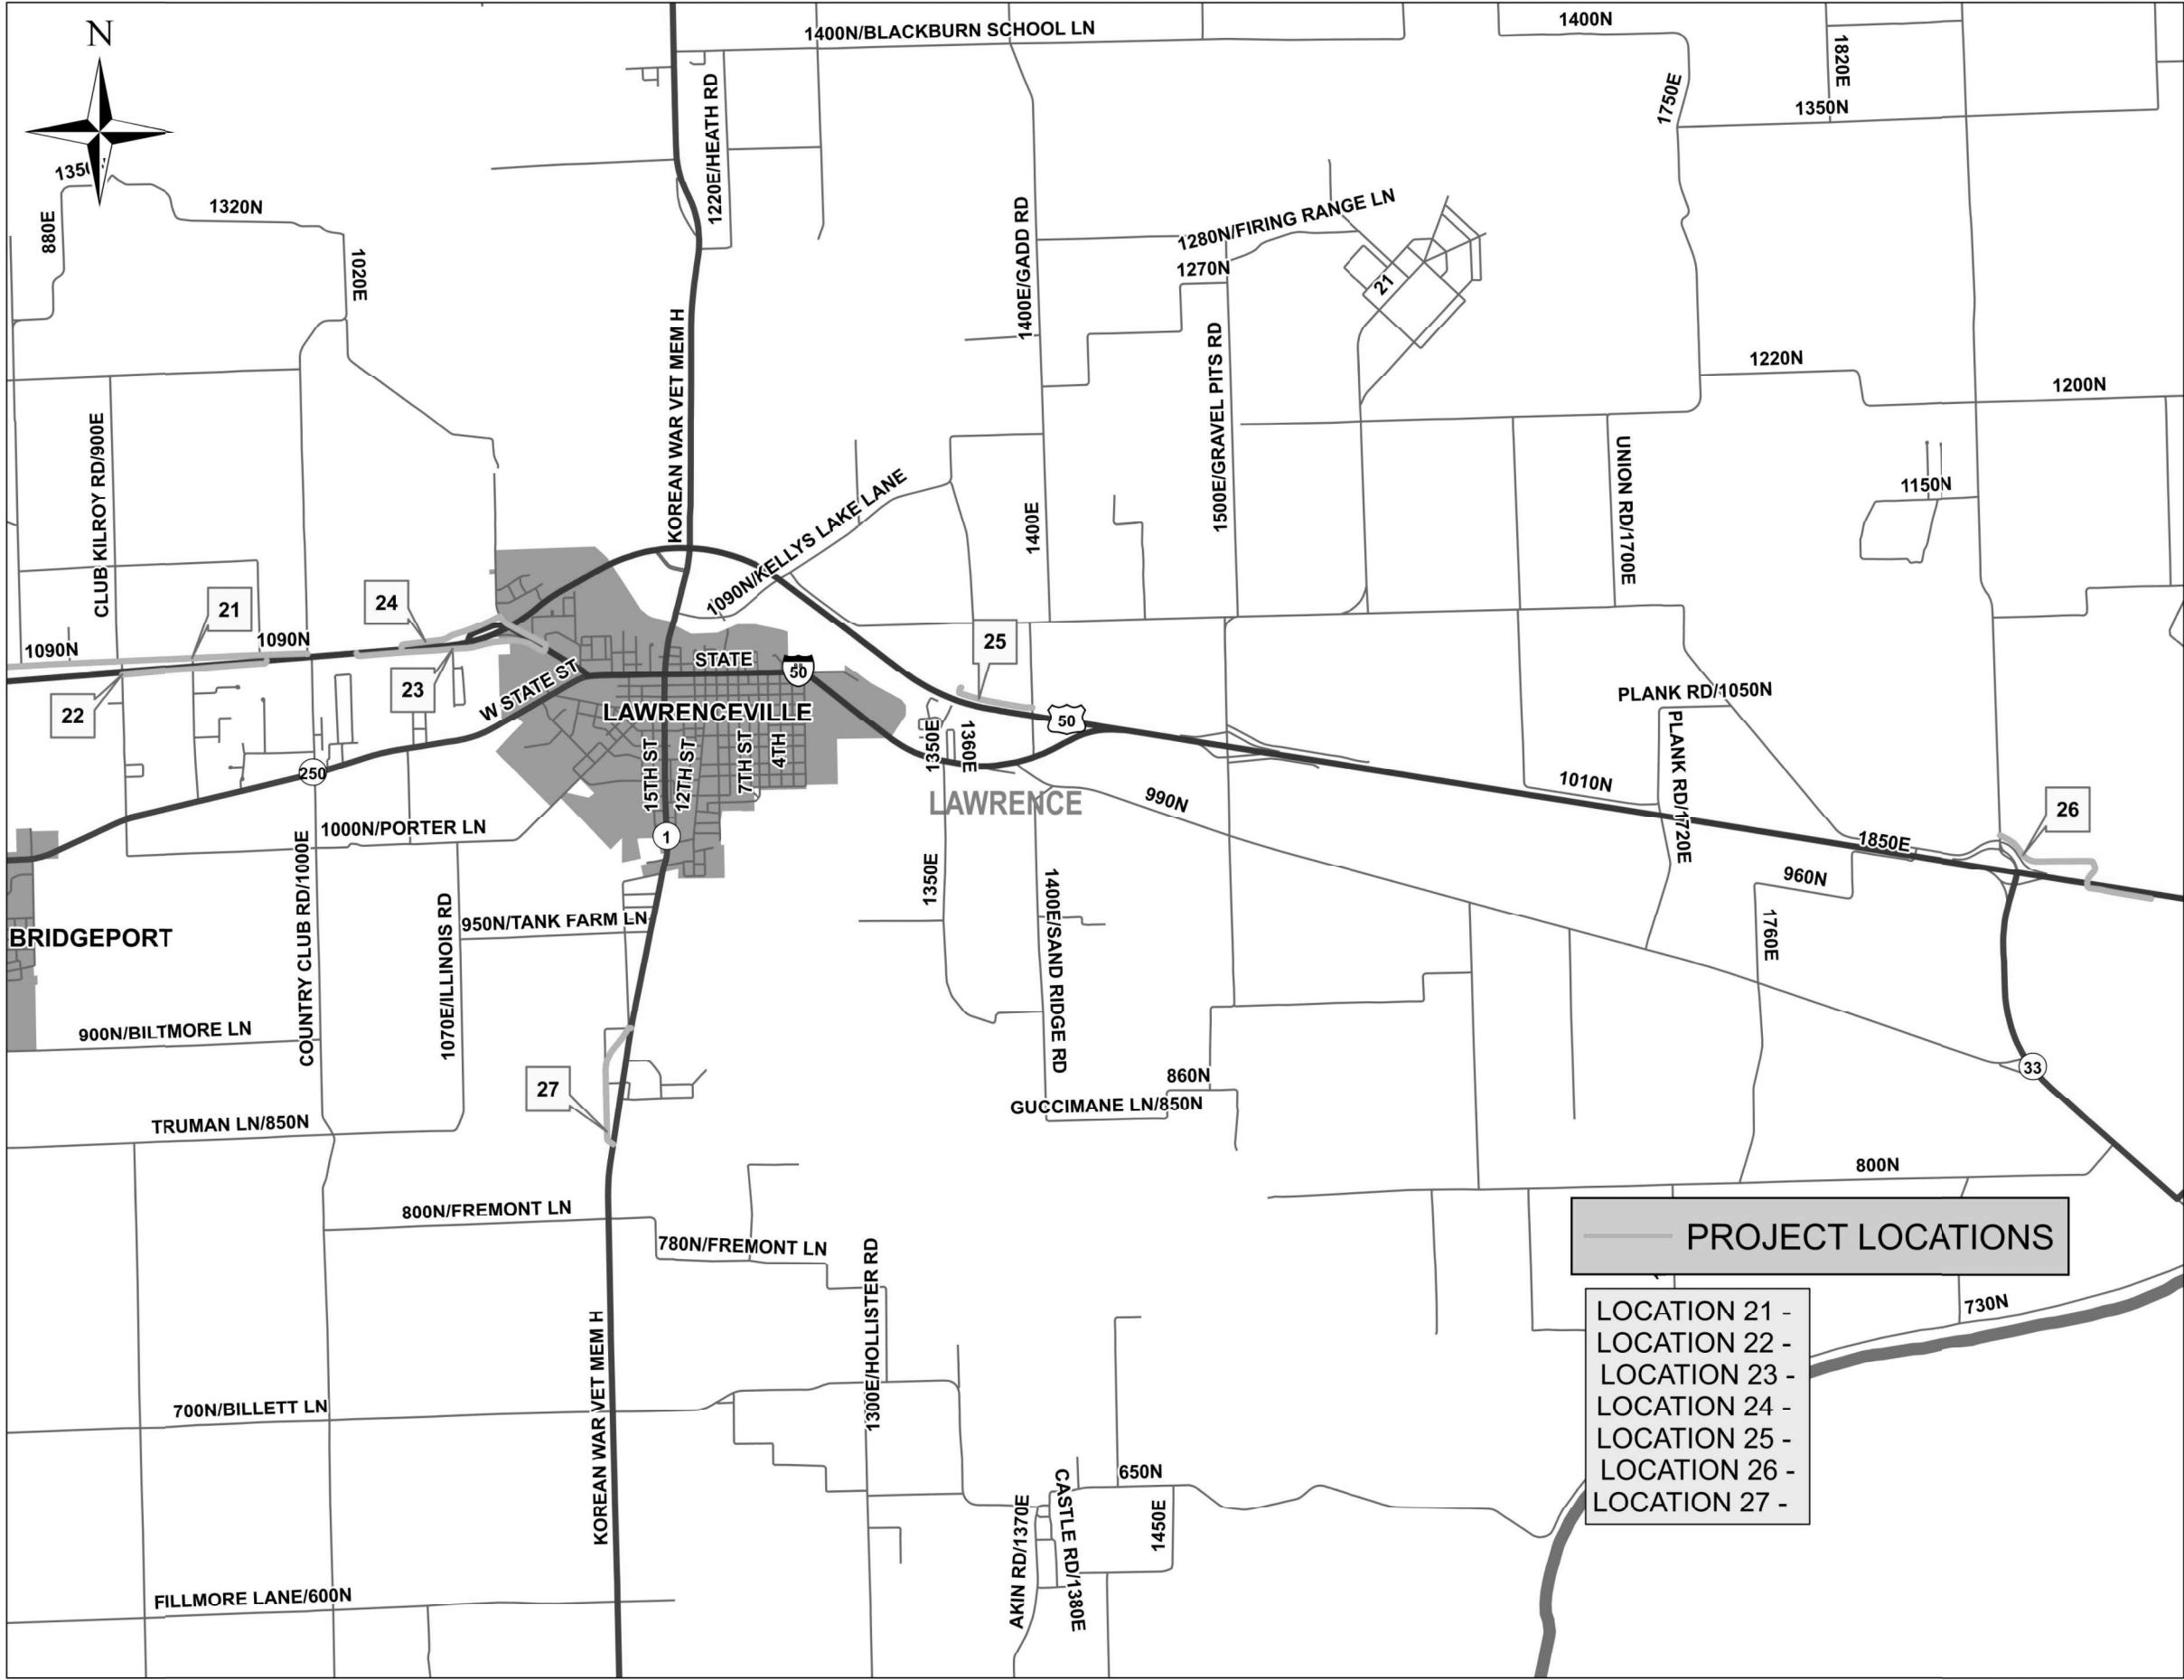 N
1400N/BLACKBURN SCHOOL LN
1400N
1820E
1750E
1350N
1220E/HEATH RD
880E
1320N
1020E
1400E/GADD RD
1280N/FIRING RANGE LN
1270N
21
KOREAN WAR VET MEM H
1500E/GRAVEL PITS RD
1220N
1200N
CLUB KILROY RD/900E
UNION RD/1700E
1150N
1400E
1090N/KELLYS LAKE LANE
24
21
1090N
1090N
25
STATE
50
23
22
W STATE ST
LAWRENCEVILLE
PLANK RD/1050N
50
1350E
1360E
PLANK RD/1720E
15TH ST
12TH ST
7TH ST
4TH
250
1010N
LAWRENCE
990N
26
1000N/PORTER LN
1
1850E
960N
1350E
COUNTRY CLUB RD/1000E
1070E/ILLINOIS RD
950N/TANK FARM LN
1400E/SAND RIDGE RD
1760E
BRIDGEPORT
900N/BILTMORE LN
33
27
860N
GUCCIMANE LN/850N
TRUMAN LN/850N
800N
800N/FREMONT LN
780N/FREMONT LN
PROJECT LOCATIONS
1300E/HOLLISTER RD
730N
LOCATION 21 -
LOCATION 22 -
LOCATION 23 -
LOCATION 24 -
LOCATION 25 -
LOCATION 26 -
LOCATION 27 -
KOREAN WAR VET MEM H
700N/BILLETT LN
650N
CASTLE RD/1380E
1450E
AKIN RD/1370E
FILLMORE LANE/600N